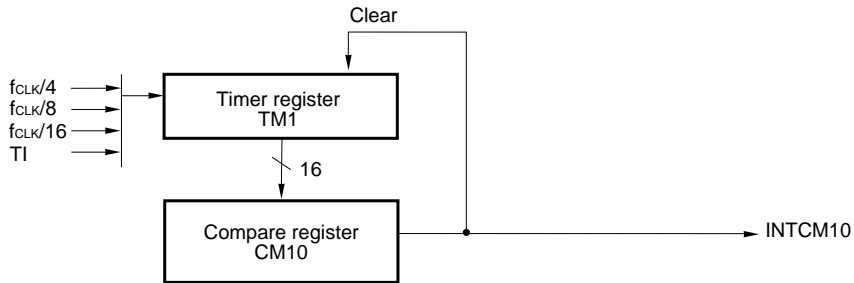 Clear
fCLK/4
fCLK/8
fCLK/16
TI
Timer register
TM1
16
Compare register
CM10
INTCM10